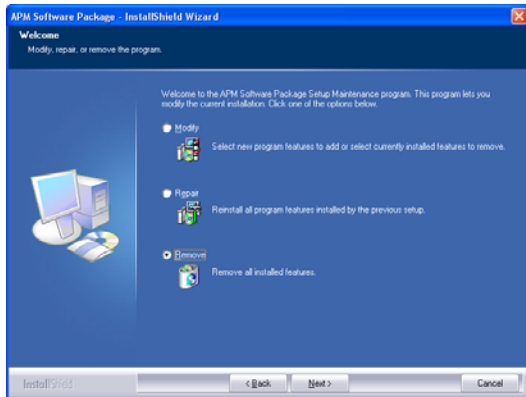 APM Software Package - InstallShield Wizard
Welcome
Modify, repair, or remove the program.
Welcome to the APM Software Package Setup Maintenance program. This program lets you
modify the current installation. Click one of the options below.
Modify
Select new program features to add or select currently installed features to remove.
Repair
Reinstall all program features installed by the previous setup.
Remove
Remove all installed features.
InstallShield
< Back
Next >
Cancel